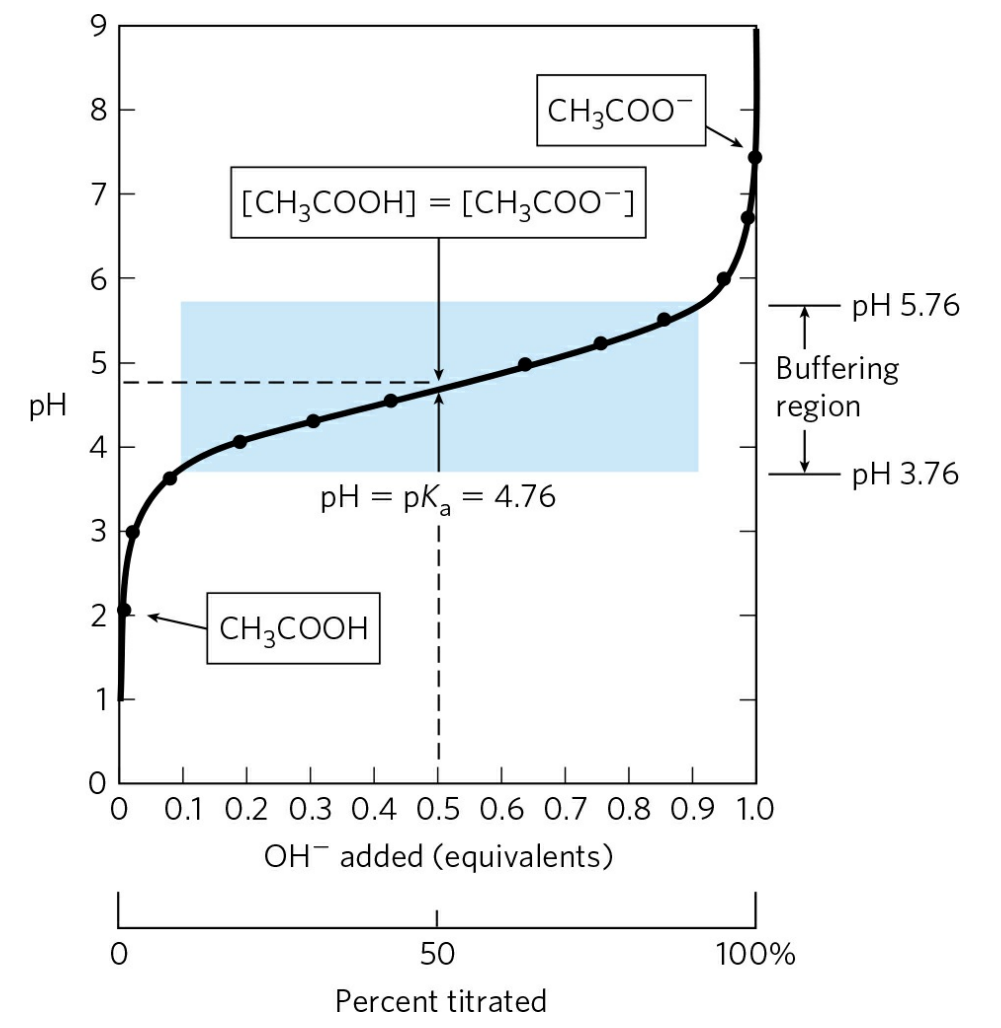 9
8
7
6
5
4
3
2
1
0
pH
CH₃COO⁻
[CH₃COOH] = [CH₃COO⁻]
pH = pKₐ = 4.76
CH₃COOH
pH 5.76
Buffering
region
pH 3.76
0 0.1 0.2 0.3 0.4 0.5 0.6 0.7 0.8 0.9 1.0
OH⁻ added (equivalents)
0 50 100%
Percent titrated